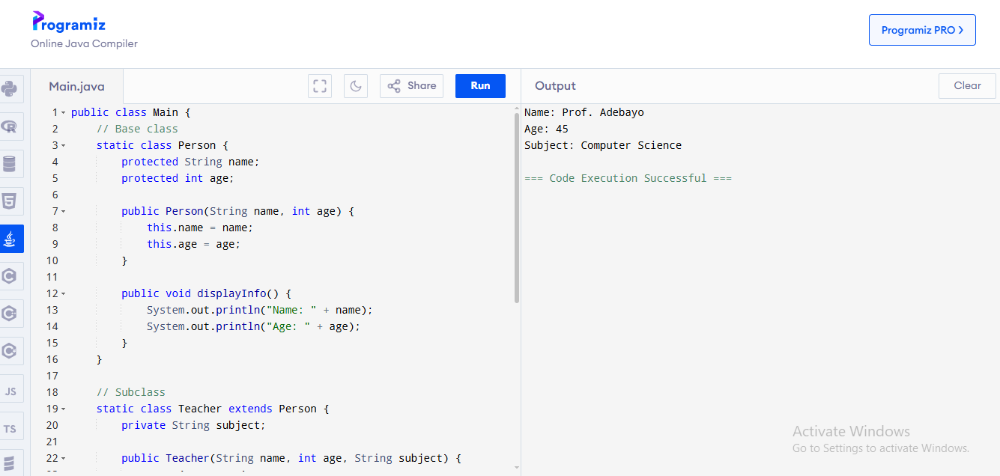 Programiz
Online Java Compiler
Programiz PRO >
Main.java
Share
Run
Output
Clear
1 public class Main {
2 // Base class
3 static class Person {
4 protected String name;
5 protected int age;
6
7 public Person(String name, int age) {
8 this.name = name;
9 this.age = age;
10 }
11
12 public void displayInfo() {
13 System.out.println("Name: " + name);
14 System.out.println("Age: " + age);
15 }
16 }
17
18 // Subclass
19 static class Teacher extends Person {
20 private String subject;
21
22 public Teacher(String name, int age, String subject) {
Name: Prof. Adebayo
Age: 45
Subject: Computer Science
=== Code Execution Successful ===
JS
TS
Activate Windows
Go to Settings to activate Windows.